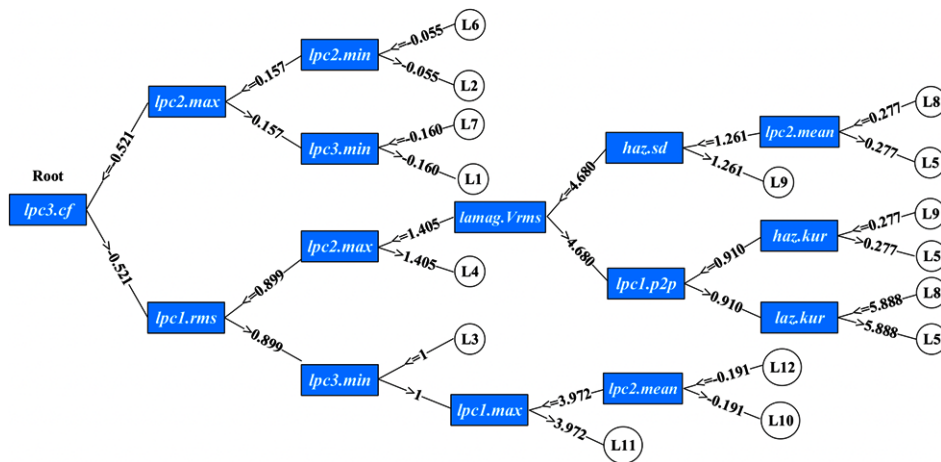 Root
lpc3.cf
<=-0.521
>-0.521
lpc2.max
<=0.157
>0.157
lpc2.min
<=-0.055
>-0.055
L6
L2
lpc3.min
<=-0.160
>-0.160
L7
L1
lpc1.rms
<=0.899
>0.899
lpc2.max
<=1.405
>1.405
L4
lamag.Vrms
<=4.680
>4.680
haz.sd
<=1.261
>1.261
L9
lpc2.mean
<=0.277
>0.277
L8
L5
lpc1.p2p
<=0.910
>0.910
haz.kur
<=0.277
>0.277
L9
L5
laz.kur
<=5.888
>5.888
L8
L5
lpc3.min
<=1
>1
L3
lpc1.max
<=3.972
>3.972
L11
lpc2.mean
<=-0.191
>-0.191
L12
L10